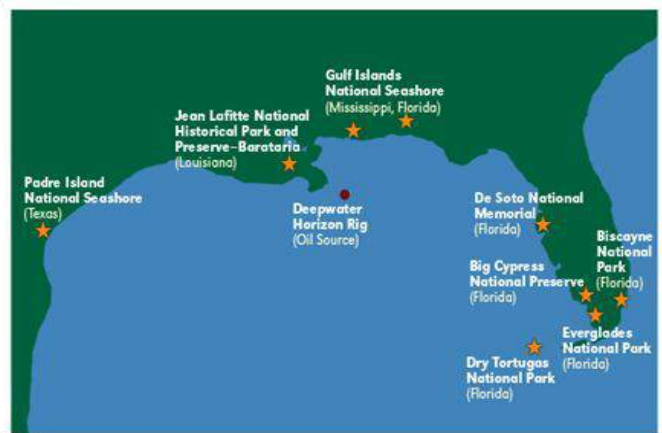 Gulf Islands
National Seashore
(Mississippi, Florida)
Jean Lafitte National
Historical Park and
Preserve–Barataria
(Louisiana)
Padre Island
National Seashore
(Texas)
Deepwater
Horizon Rig
(Oil Source)
De Soto National
Memorial
(Florida)
Biscayne
National
Park
(Florida)
Big Cypress
National Preserve
(Florida)
Everglades
National Park
(Florida)
Dry Tortugas
National Park
(Florida)